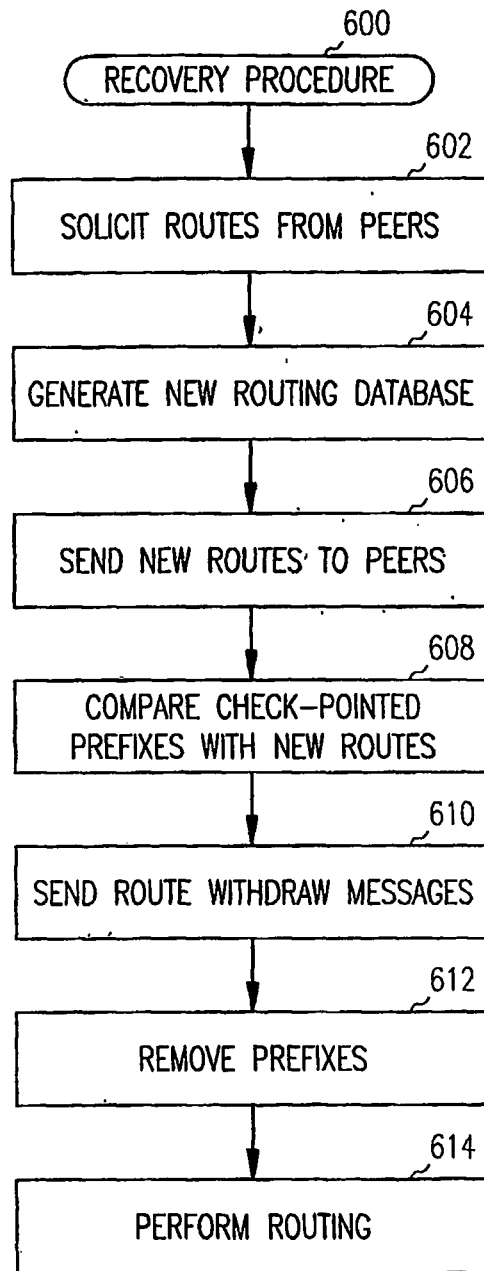 600
RECOVERY PROCEDURE
602
SOLICIT ROUTES FROM PEERS
604
GENERATE NEW ROUTING DATABASE
606
SEND NEW ROUTES TO PEERS
608
COMPARE CHECK-POINTED
PREFIXES WITH NEW ROUTES
610
SEND ROUTE WITHDRAW MESSAGES
612
REMOVE PREFIXES
614
PERFORM ROUTING